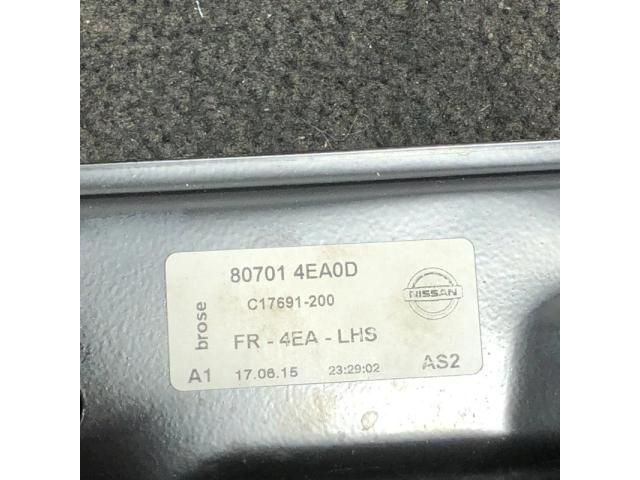 brose
80701 4EA0D
C17691-200
NISSAN
FR - 4EA - LHS
A1 17.06.15 23:29:02 AS2